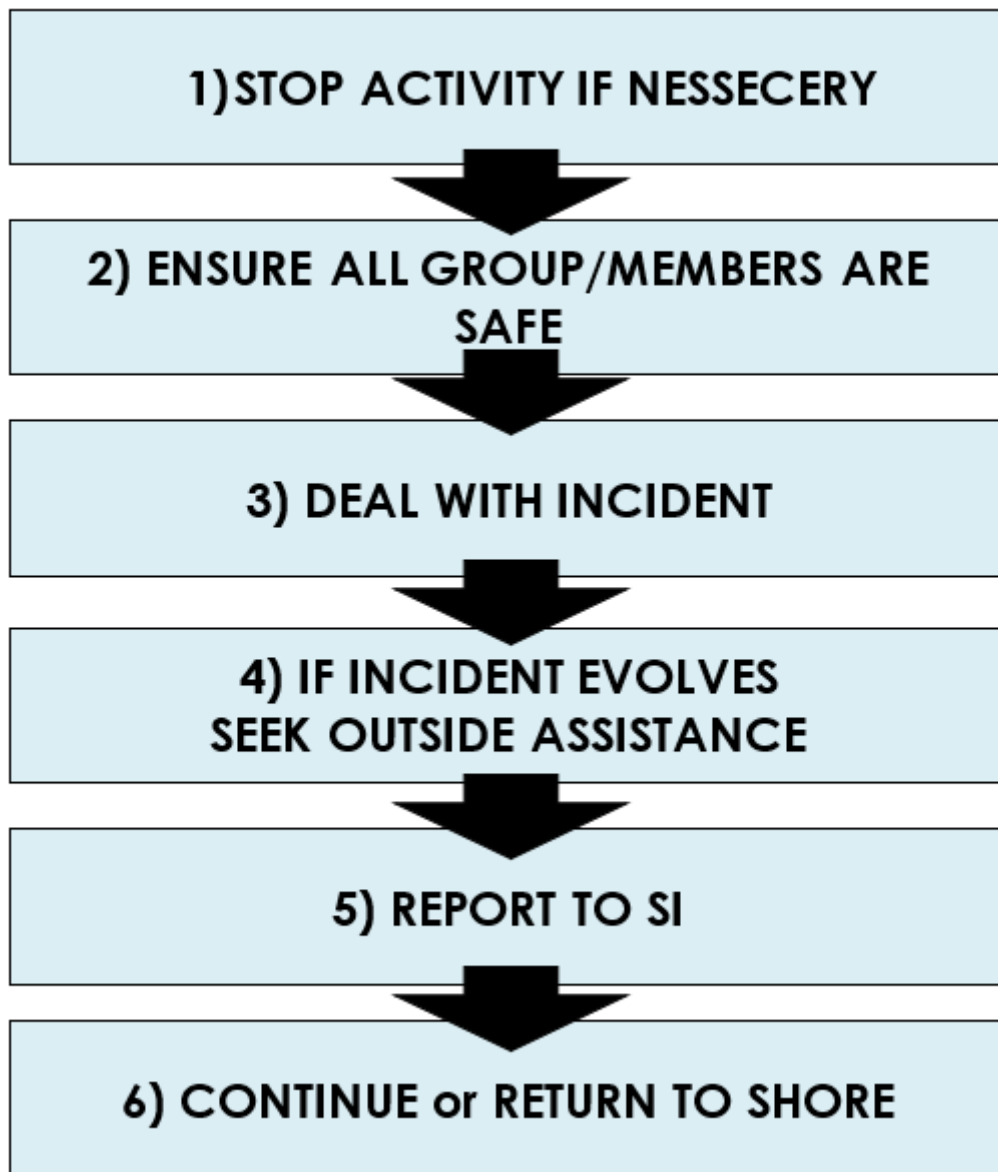 1) STOP ACTIVITY IF NESSECERY
2) ENSURE ALL GROUP/MEMBERS ARE
SAFE
3) DEAL WITH INCIDENT
4) IF INCIDENT EVOLVES
SEEK OUTSIDE ASSISTANCE
5) REPORT TO SI
6) CONTINUE or RETURN TO SHORE